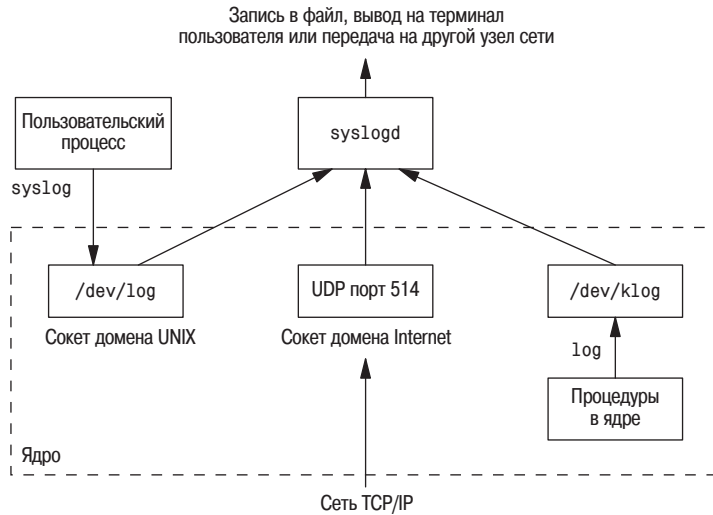 Запись в файл, вывод на терминал
пользователя или передача на другой узел сети
Пользовательский
процесс
syslogd
syslog
/dev/log
UDP порт 514
/dev/klog
Сокет домена UNIX
Сокет домена Internet
log
Процедуры
в ядре
Ядро
Сеть TCP/IP